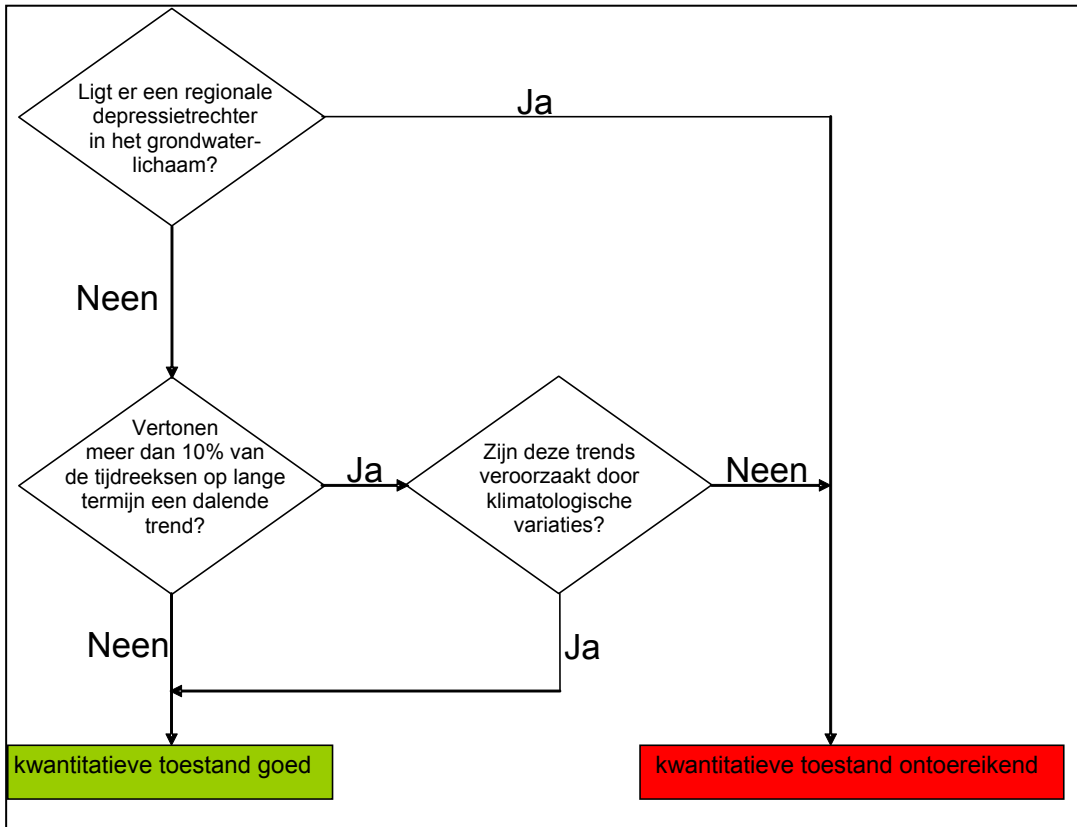 Ligt er een regionale
depressietrechter
in het grondwater-
lichaam?
Ja
Neen
Vertonen
meer dan 10% van
de tijdreeksen op lange
termijn een dalende
trend?
Ja
Zijn deze trends
veroorzaakt door
klimatologische
variaties?
Neen
Neen
Ja
kwantitatieve toestand goed
kwantitatieve toestand ontoereikend